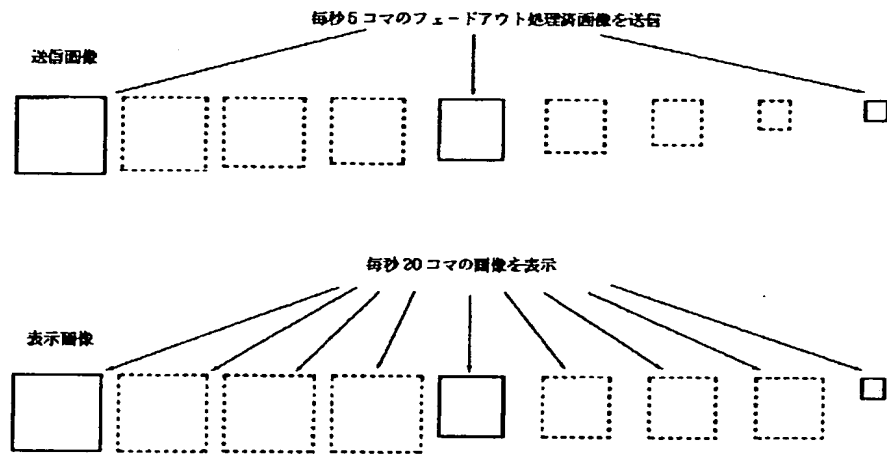 毎秒5コマのフェードアウト処理済画像を送信
送信画像
毎秒20コマの画像を表示
表示画像